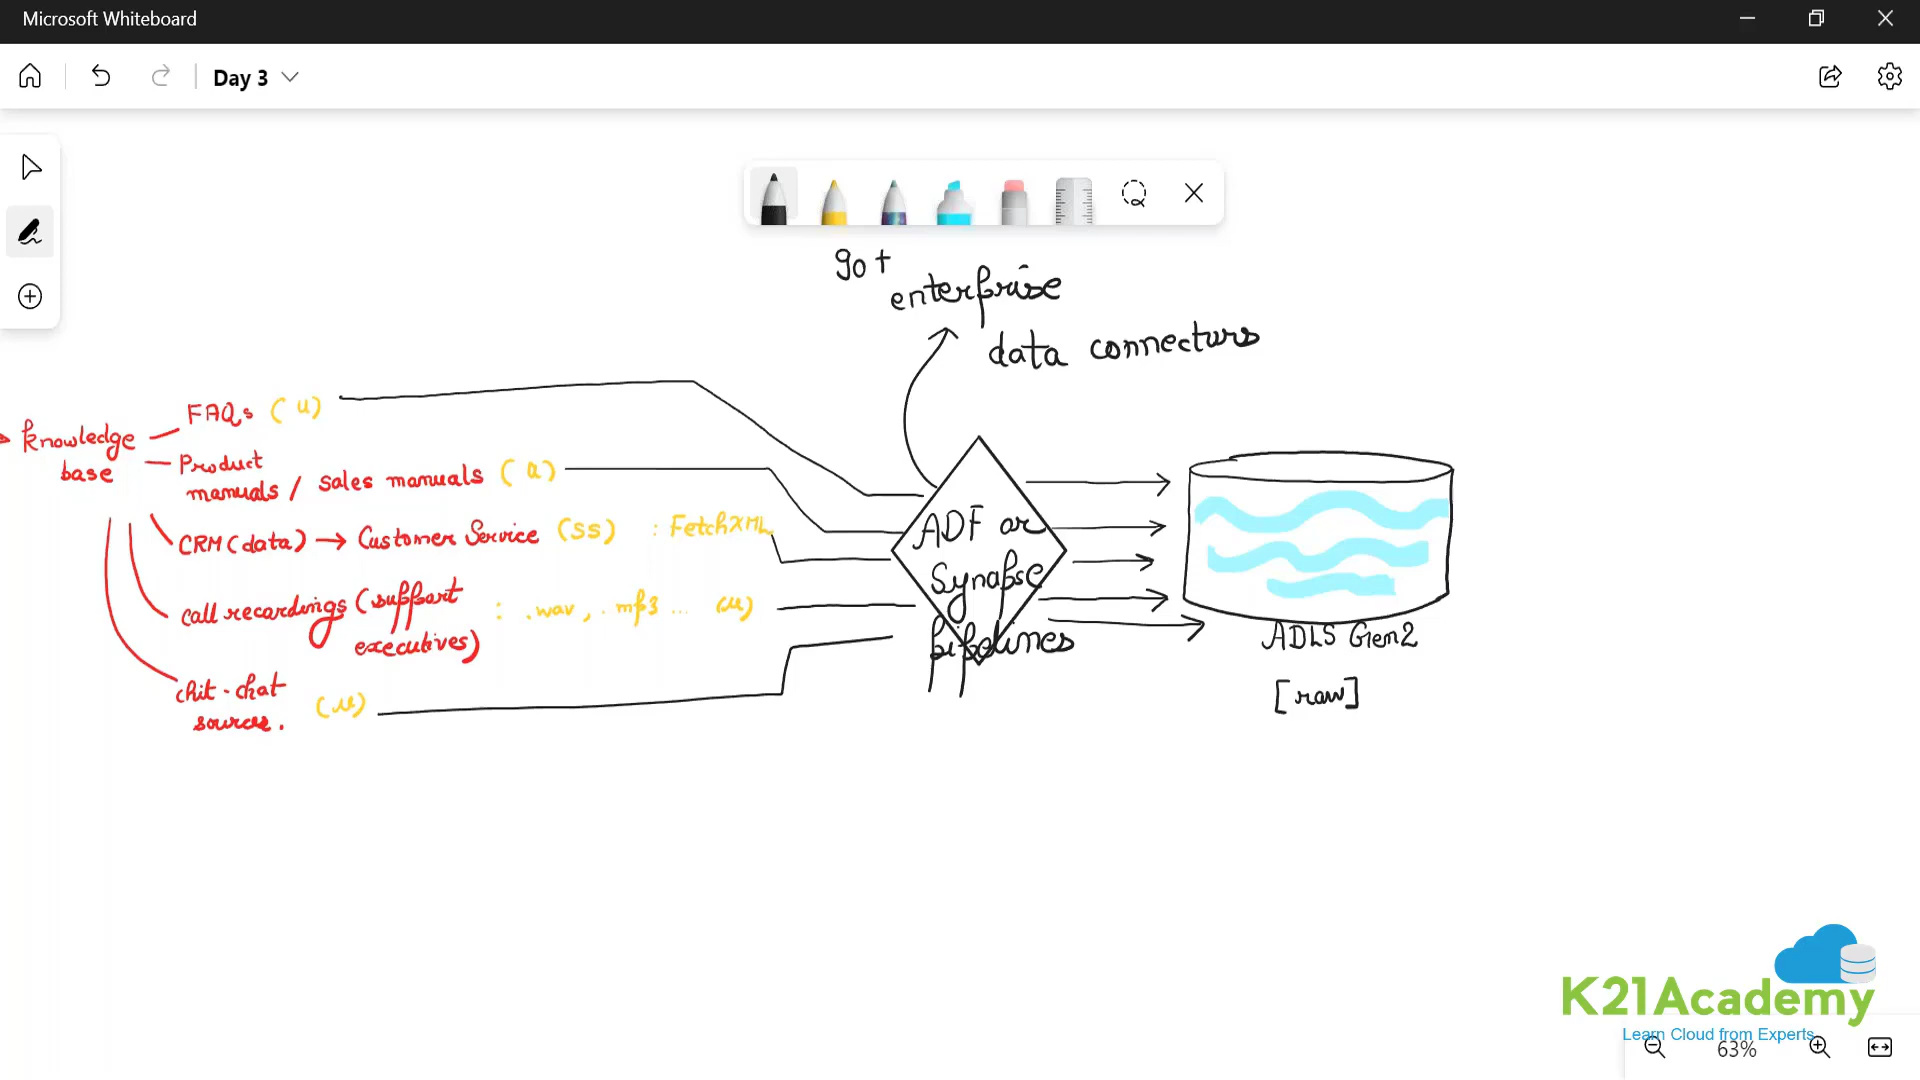 Microsoft Whiteboard
Day 3
90+
enterprise
data connectors
knowledge
base
FAQs (u)
Product
manuals / sales manuals (u)
CRM(data) → Customer Service (SS) : FetchXML
call recordings (support
executives) : .wav, .mp3 ... (u)
chit-chat
sources. (u)
ADF or
Synapse
pipelines
ADLS Gen2
[raw]
K21Academy
Learn Cloud from Experts
63%